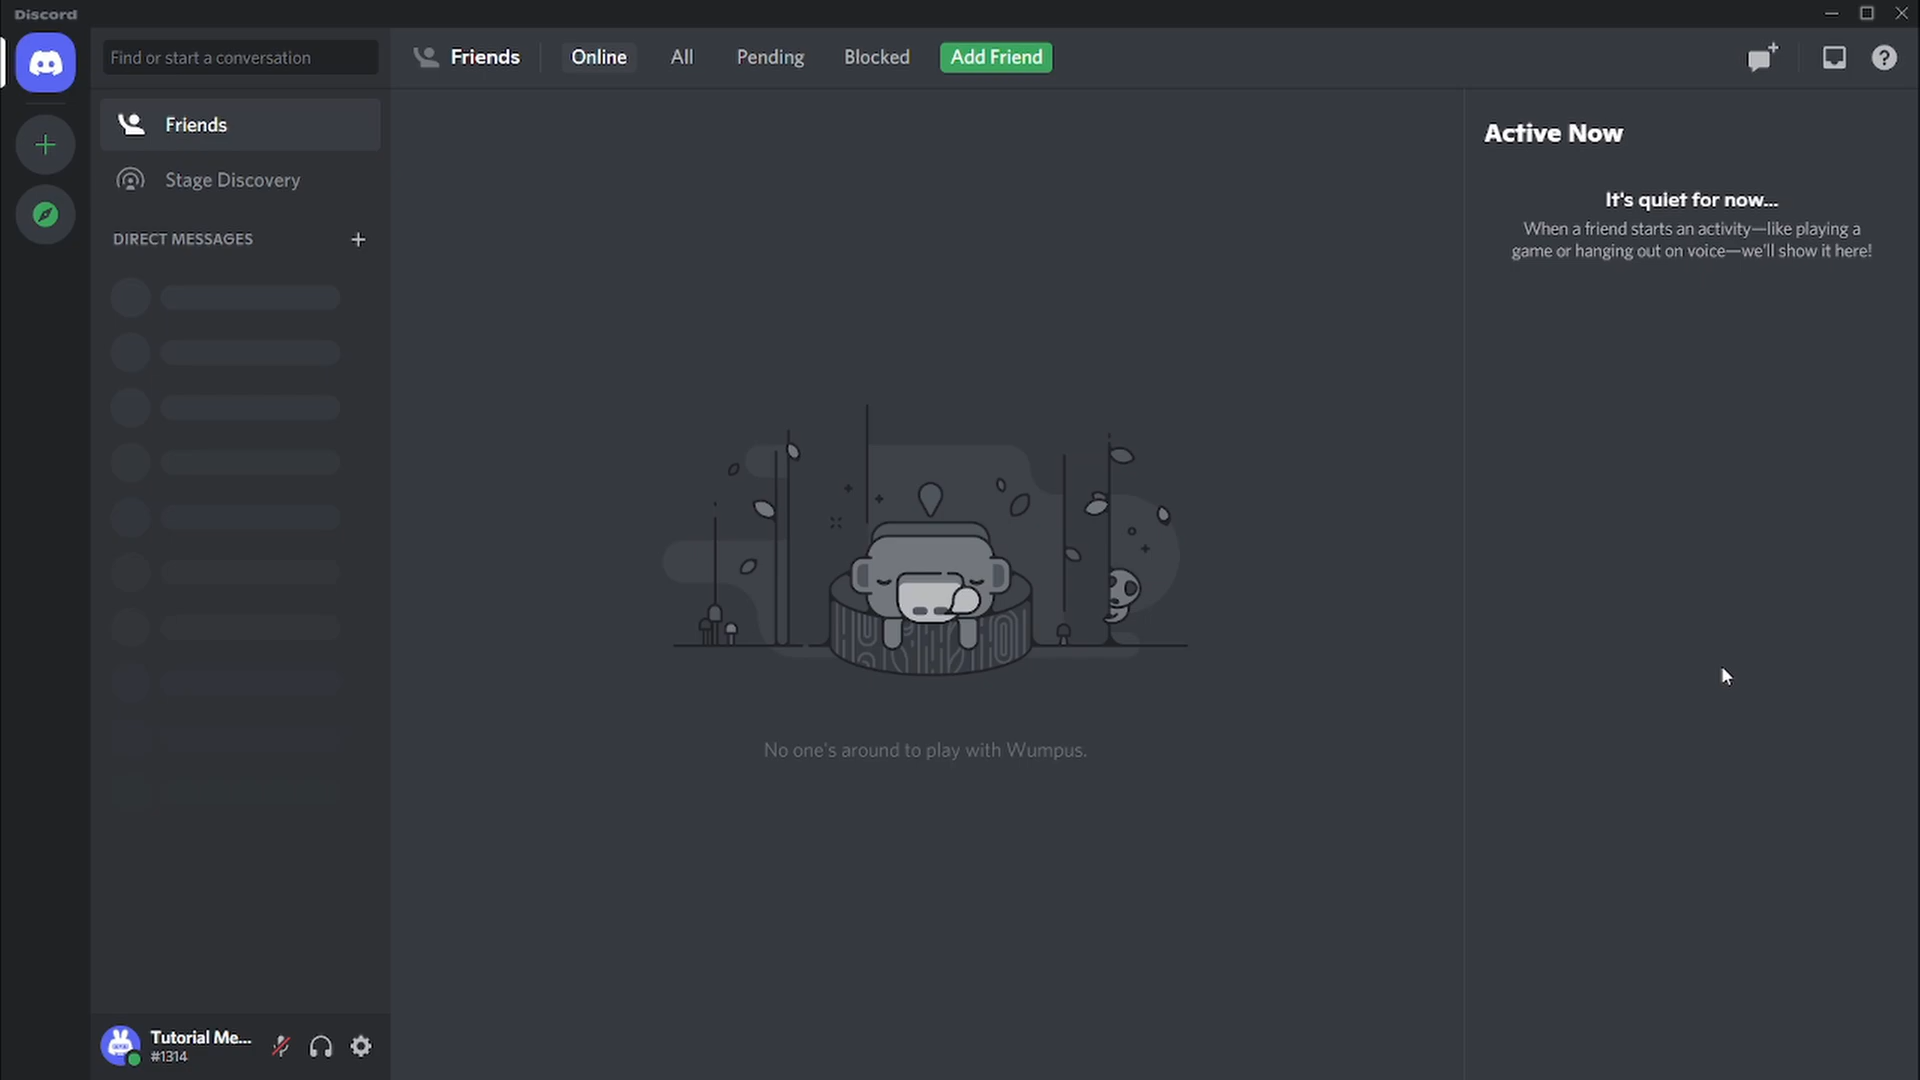 Discord
Find or start a conversation
Friends
Online
All
Pending
Blocked
Add Friend
Friends
Stage Discovery
DIRECT MESSAGES
Active Now
It's quiet for now...
When a friend starts an activity—like playing a
game or hanging out on voice—we'll show it here!
No one's around to play with Wumpus.
Tutorial Me...
#1314